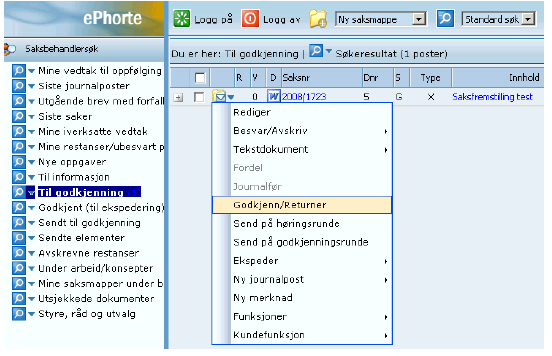 ePhorte
Logg på Logg av Ny saksmappe Standard søk
Saksbehandlersøk
Du er her: Til godkjenning | Søkeresultat (1 poster)
R V D Saksnr Dnr S Type Innhold
0 2008/1723 5 G X Saksfremstilling test
Mine vedtak til oppfølging
Siste journalposter
Utgående brev med forfall
Siste saker
Mine iverksatte vedtak
Mine restanser/ubesvart p
Nye oppgaver
Til informasjon
Til godkjenning
Godkjent (til ekspedering)
Sendt til godkjenning
Sendte elementer
Avskrevne restanser
Under arbeid/konsepter
Mine saksmapper under b
Utsjekkede dokumenter
Styre, råd og utvalg
Rediger
Besvar/Avskriv
Tekstdokument
Fordel
Journalfør
Godkjenn/Returner
Send på høringsrunde
Send på godkjenningsrunde
Ekspeder
Ny journalpost
Ny merknad
Funksjoner
Kundefunksjon